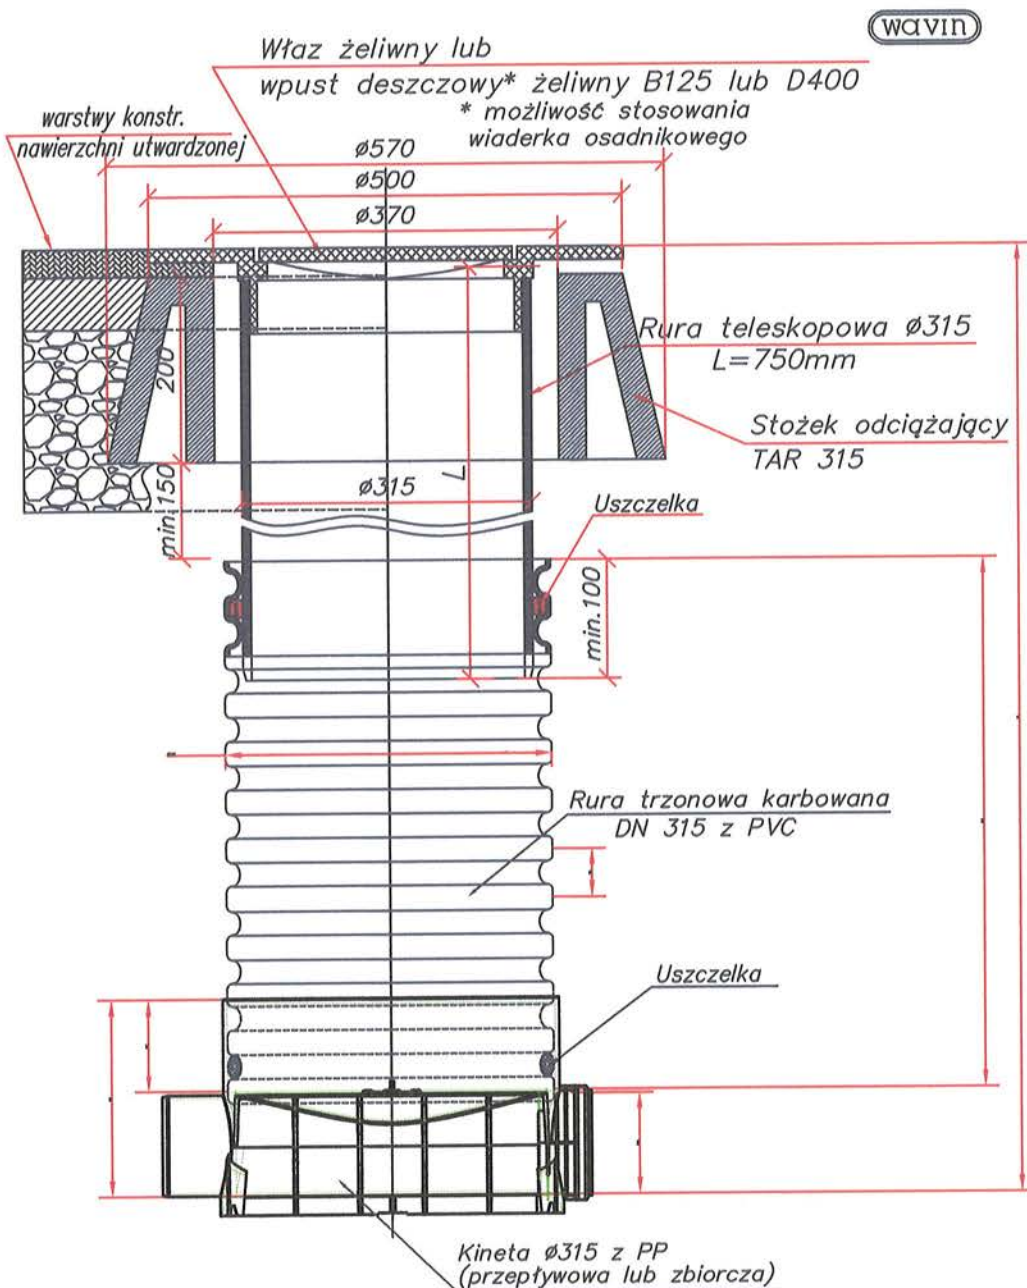 wavin
Właz żeliwny lub
wpust deszczowy* żeliwny B125 lub D400
* możliwość stosowania
wiaderka osadnikowego
warstwy konstr.
nawierzchni utwardzonej
ø570
ø500
ø370
Rura teleskopowa ø315
L=750mm
200
Stożek odciążający
TAR 315
L
ø315
min.150
Uszczelka
min.100
Rura trzonowa karbowana
DN 315 z PVC
Uszczelka
Kineta ø315 z PP
(przepływowa lub zbiorcza)